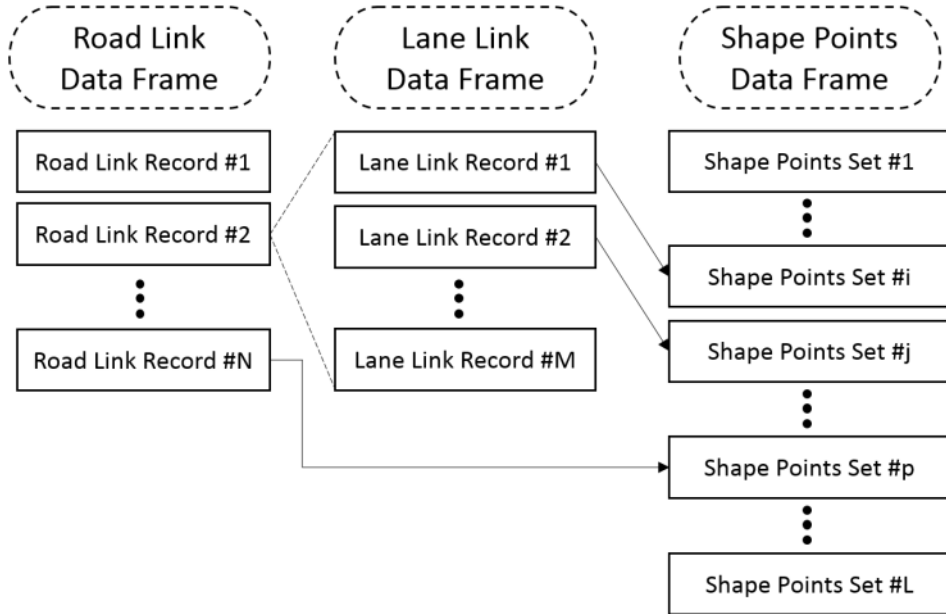 Road Link
Data Frame
Lane Link
Data Frame
Shape Points
Data Frame
Road Link Record #1
Road Link Record #2
Road Link Record #N
Lane Link Record #1
Lane Link Record #2
Lane Link Record #M
Shape Points Set #1
Shape Points Set #i
Shape Points Set #j
Shape Points Set #p
Shape Points Set #L